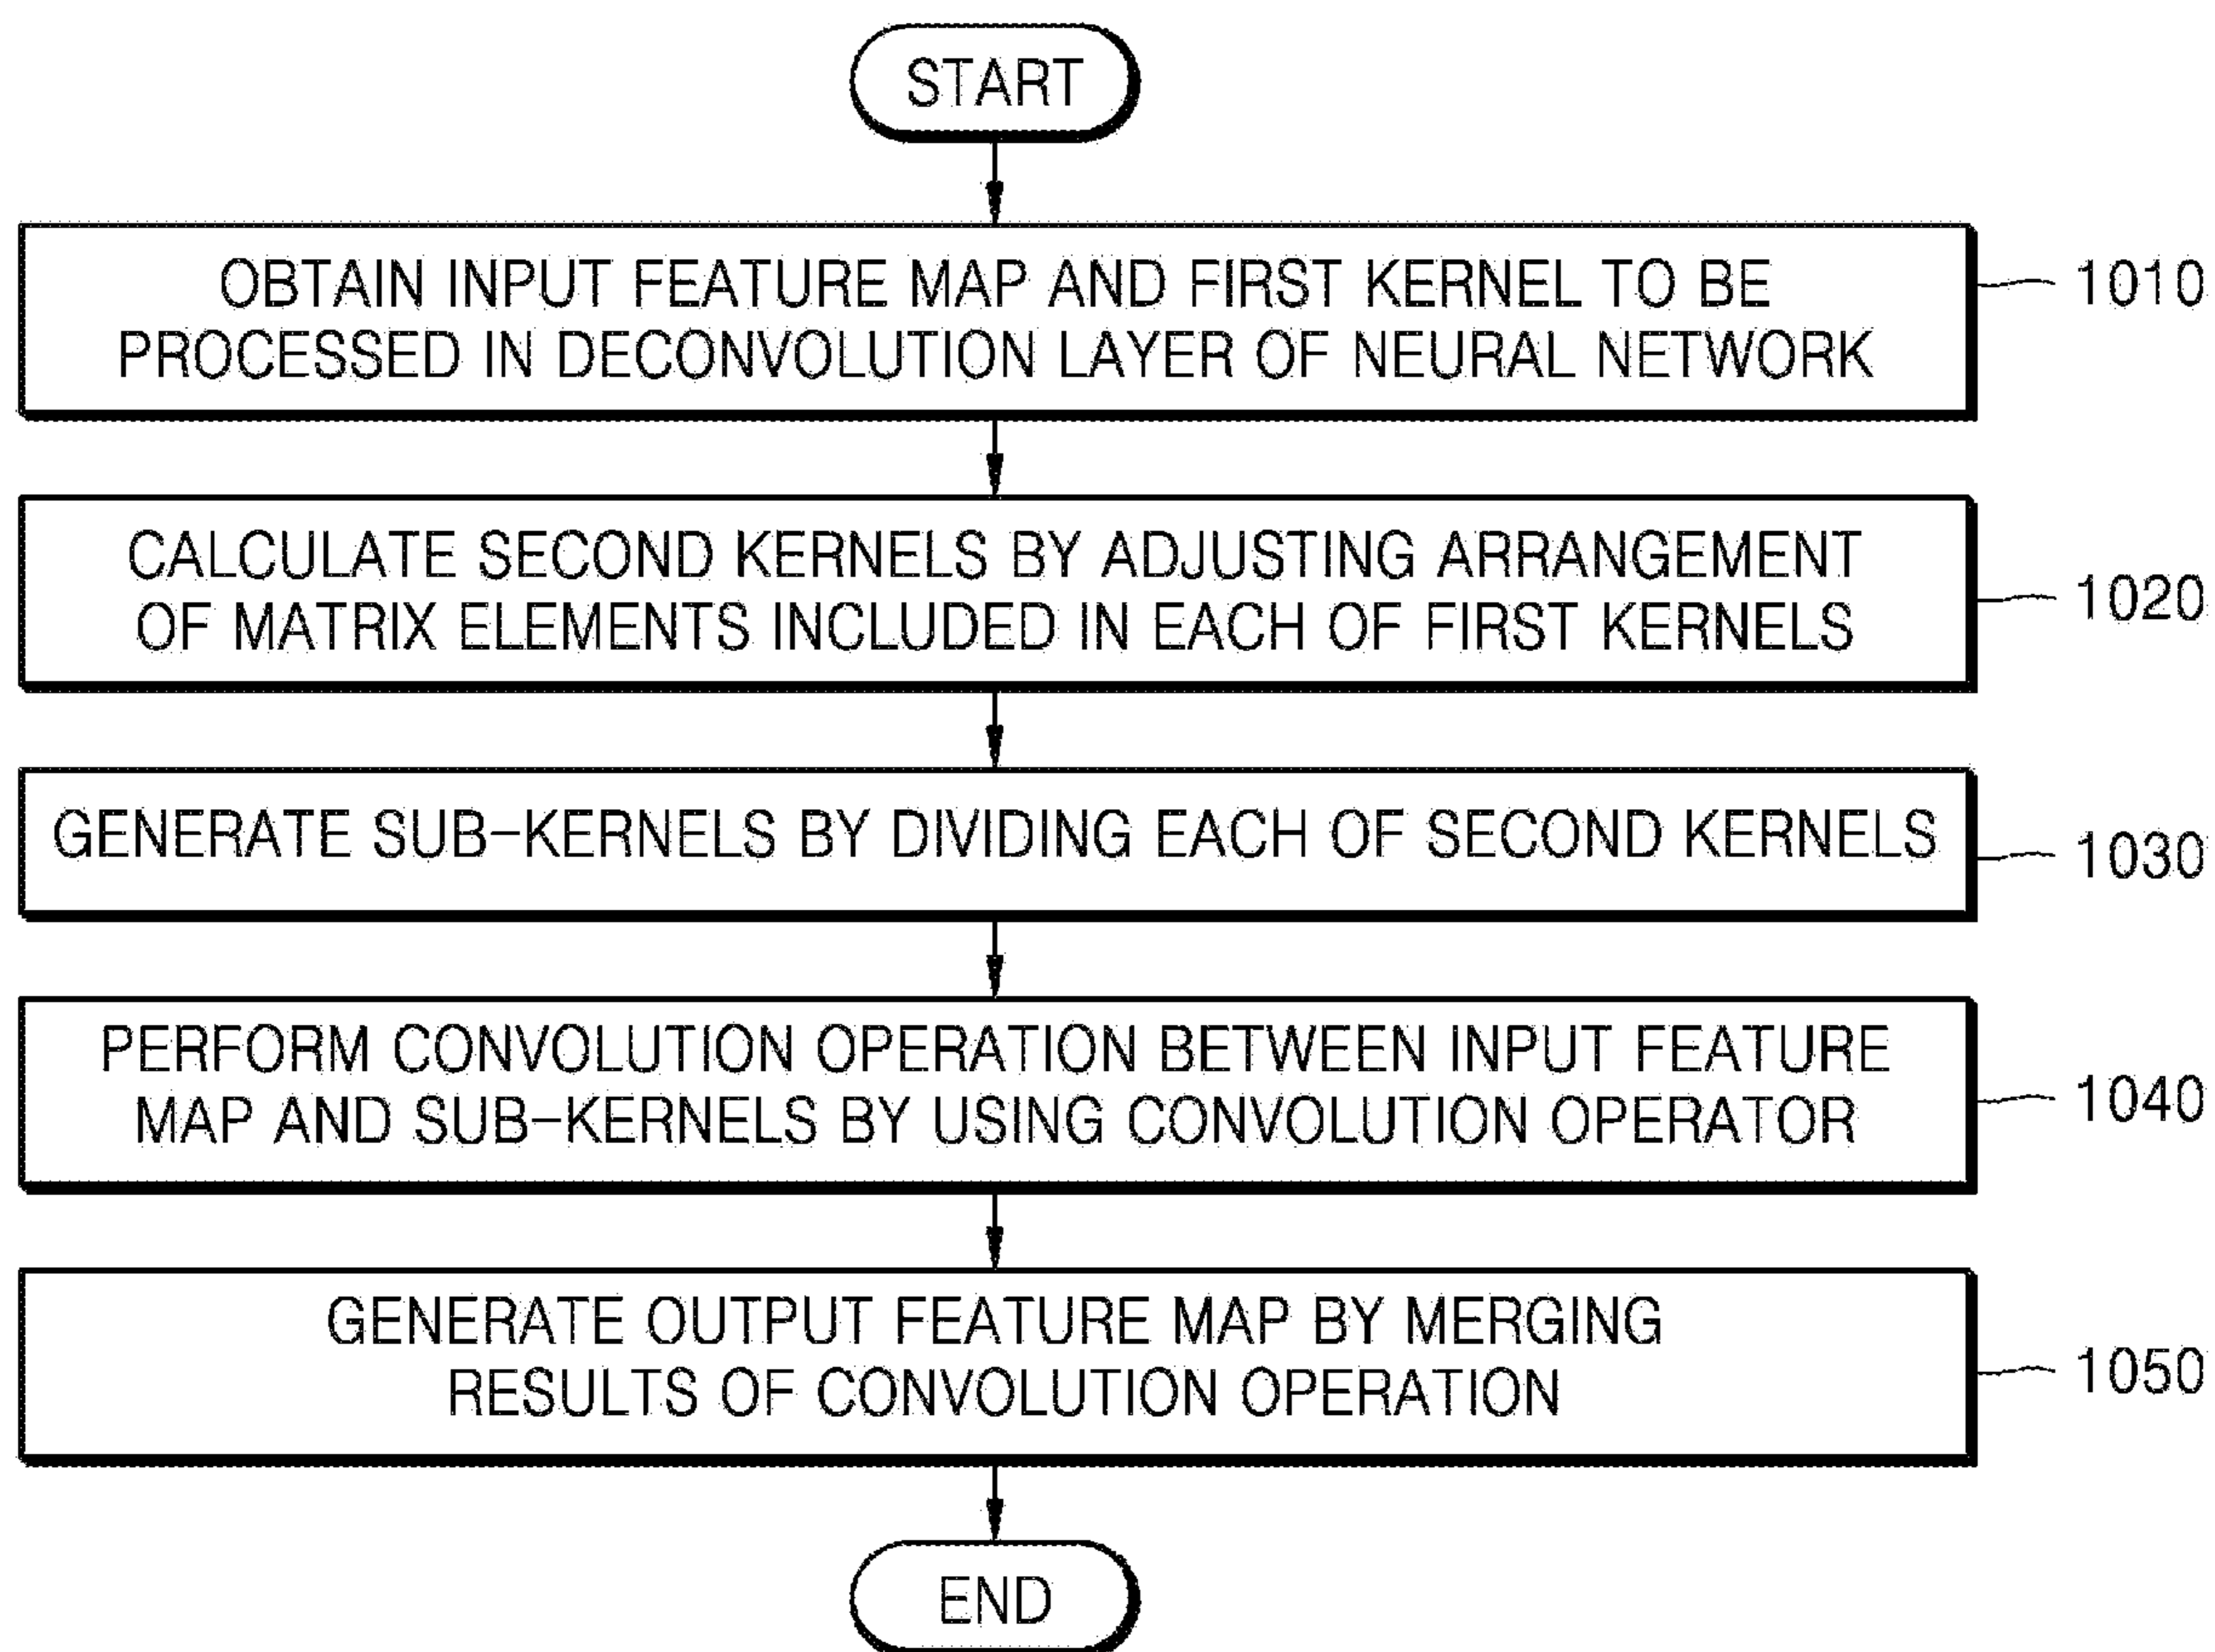 START
OBTAIN INPUT FEATURE MAP AND FIRST KERNEL TO BE
PROCESSED IN DECONVOLUTION LAYER OF NEURAL NETWORK
1010
CALCULATE SECOND KERNELS BY ADJUSTING ARRANGEMENT
OF MATRIX ELEMENTS INCLUDED IN EACH OF FIRST KERNELS
1020
GENERATE SUB-KERNELS BY DIVIDING EACH OF SECOND KERNELS
1030
PERFORM CONVOLUTION OPERATION BETWEEN INPUT FEATURE
MAP AND SUB-KERNELS BY USING CONVOLUTION OPERATOR
1040
GENERATE OUTPUT FEATURE MAP BY MERGING
RESULTS OF CONVOLUTION OPERATION
1050
END